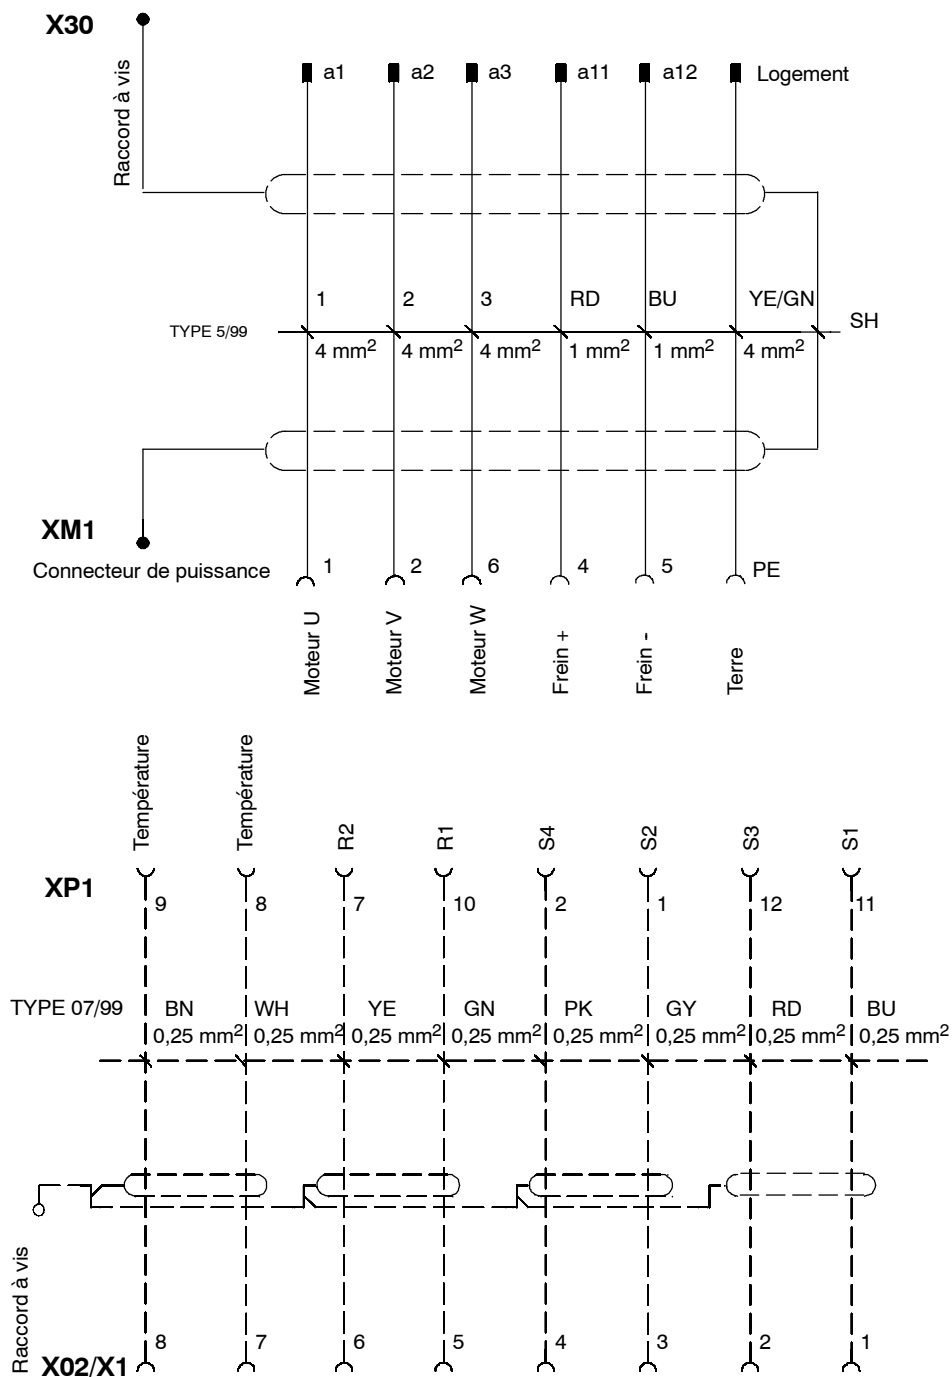 X30
Raccord à vis
a1 a2 a3 a11 a12 Logement
1 2 3 RD BU YE/GN
TYPE 5/99 SH
4 mm² 4 mm² 4 mm² 1 mm² 1 mm² 4 mm²
XM1
Connecteur de puissance
1 2 6 4 5 PE
Moteur U
Moteur V
Moteur W
Frein +
Frein -
Terre
Température
Température
R2
R1
S4
S2
S3
S1
XP1
9 8 7 10 2 1 12 11
TYPE 07/99 BN WH YE GN PK GY RD BU
0,25 mm² 0,25 mm² 0,25 mm² 0,25 mm² 0,25 mm² 0,25 mm² 0,25 mm² 0,25 mm²
Raccord à vis
8 7 6 5 4 3 2 1
X02/X1